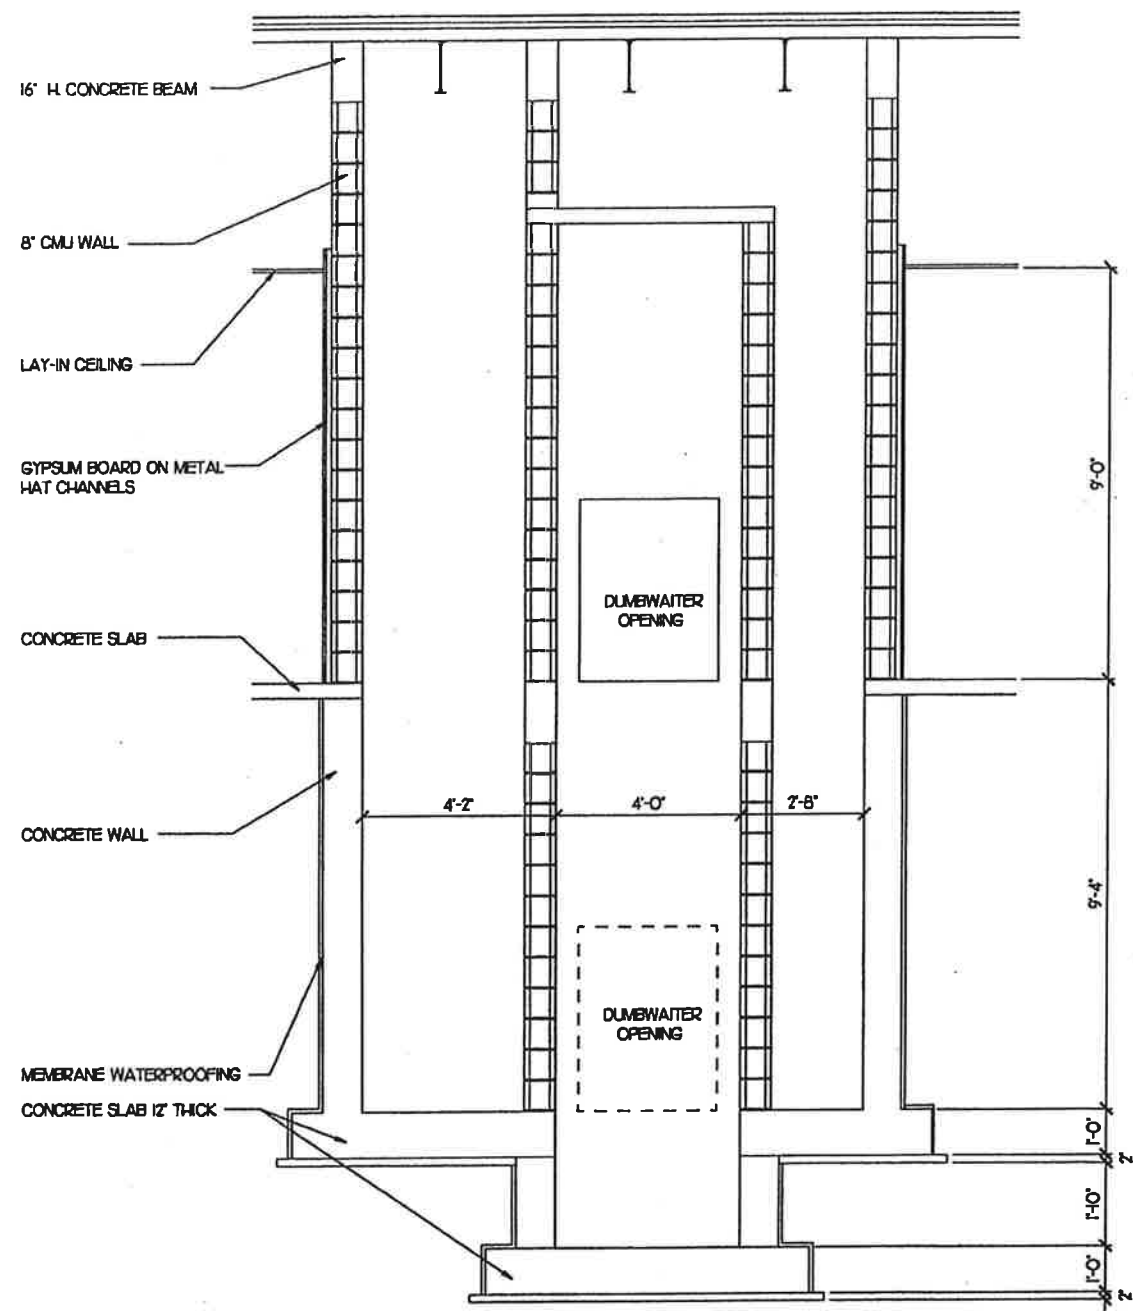 16" H. CONCRETE BEAM
8" CMU WALL
LAY-IN CEILING
GYPSUM BOARD ON METAL
HAT CHANNELS
9'-0"
DUMBWAITER
OPENING
CONCRETE SLAB
4'-2"
4'-0"
2'-8"
CONCRETE WALL
9'-4"
DUMBWAITER
OPENING
MEMBRANE WATERPROOFING
CONCRETE SLAB 12" THICK
1'-0"
2"
1'-10"
1'-0"
2"